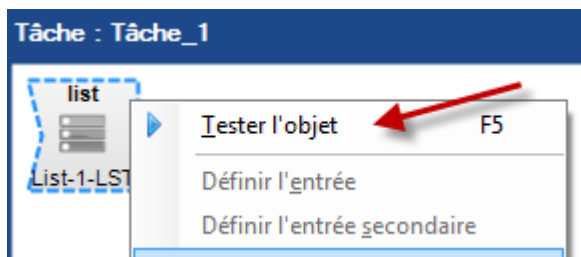 Tâche : Tâche_1
list
Tester l'objet F5
List-1-LST
Définir l'entrée
Définir l'entrée secondaire